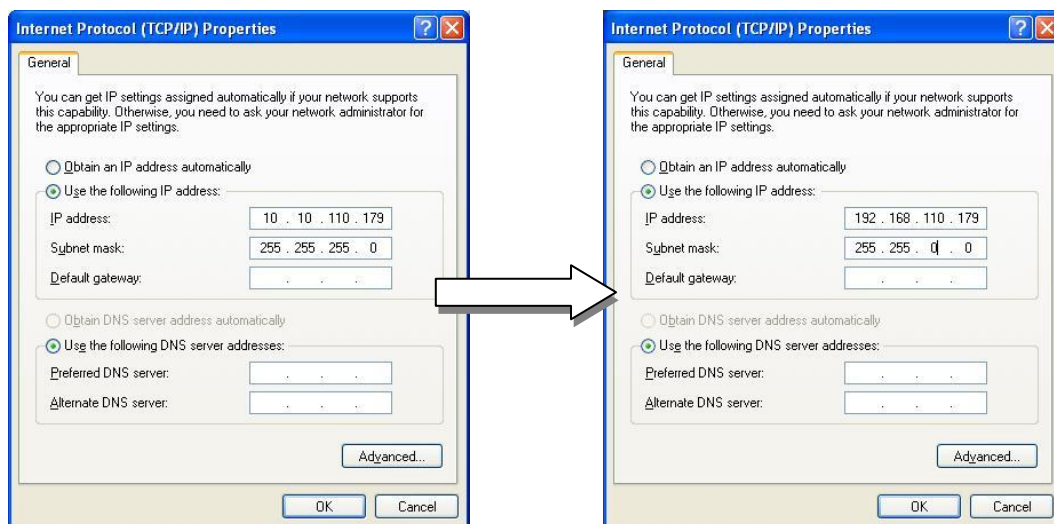 Internet Protocol (TCP/IP) Properties
General
You can get IP settings assigned automatically if your network supports
this capability. Otherwise, you need to ask your network administrator for
the appropriate IP settings.
Obtain an IP address automatically
Use the following IP address:
IP address: 10 . 10 . 110 . 179
Subnet mask: 255 . 255 . 255 . 0
Default gateway: . . .
Obtain DNS server address automatically
Use the following DNS server addresses:
Preferred DNS server: . . .
Alternate DNS server: . . .
Advanced...
OK Cancel
Internet Protocol (TCP/IP) Properties
General
You can get IP settings assigned automatically if your network supports
this capability. Otherwise, you need to ask your network administrator for
the appropriate IP settings.
Obtain an IP address automatically
Use the following IP address:
IP address: 192 . 168 . 110 . 179
Subnet mask: 255 . 255 . 0 . 0
Default gateway: . . .
Obtain DNS server address automatically
Use the following DNS server addresses:
Preferred DNS server: . . .
Alternate DNS server: . . .
Advanced...
OK Cancel